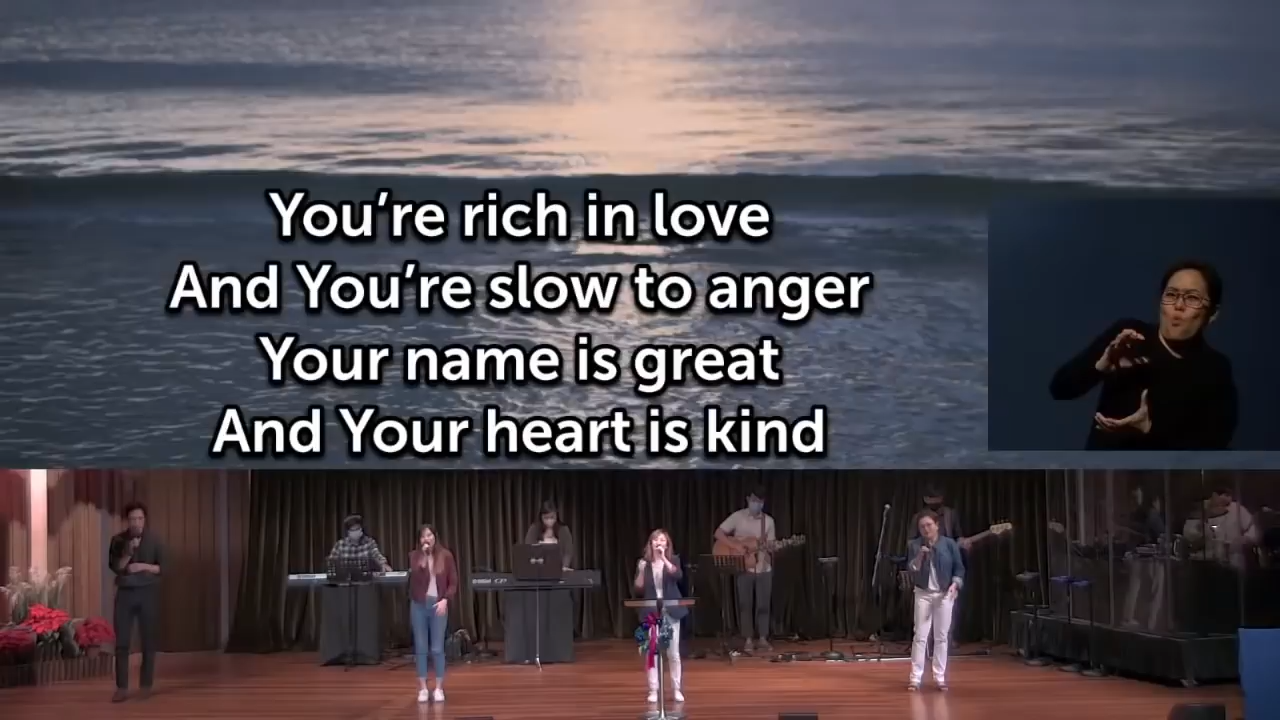 You're rich in love
And You're slow to anger
Your name is great
And Your heart is kind